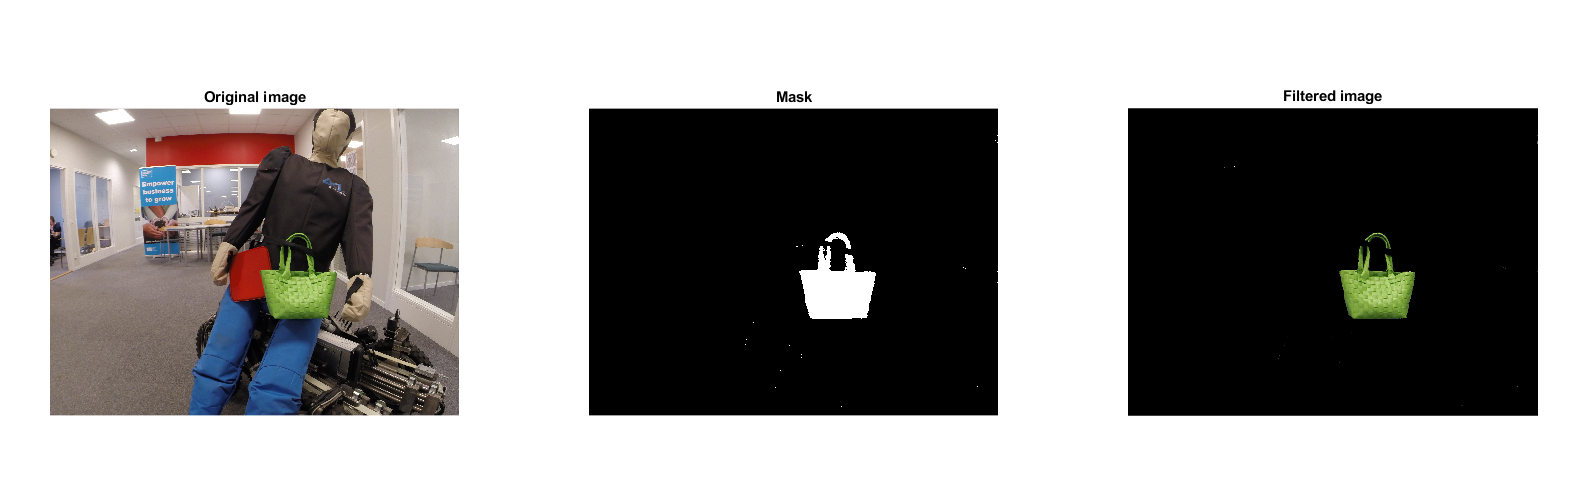 Original image
Mask
Filtered image
Empower
business
to grow